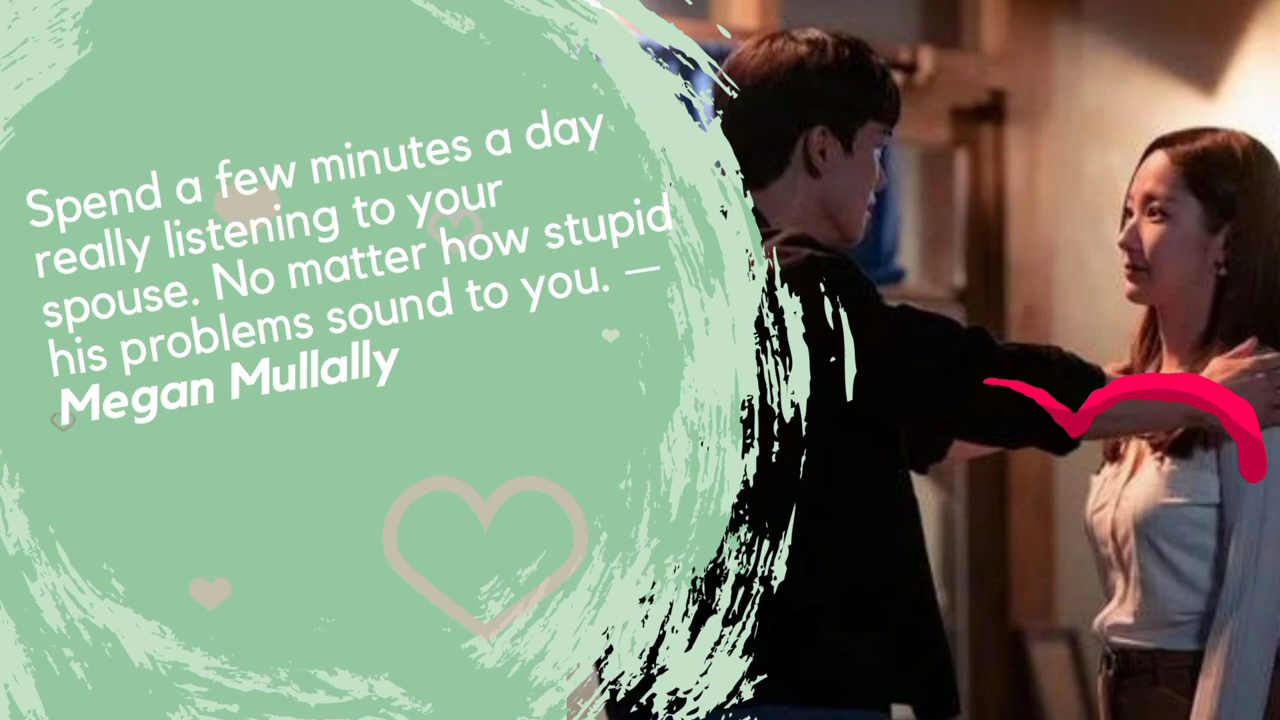 Spend a few minutes a day
really listening to your
spouse. No matter how stupid
his problems sound to you. —
Megan Mullally